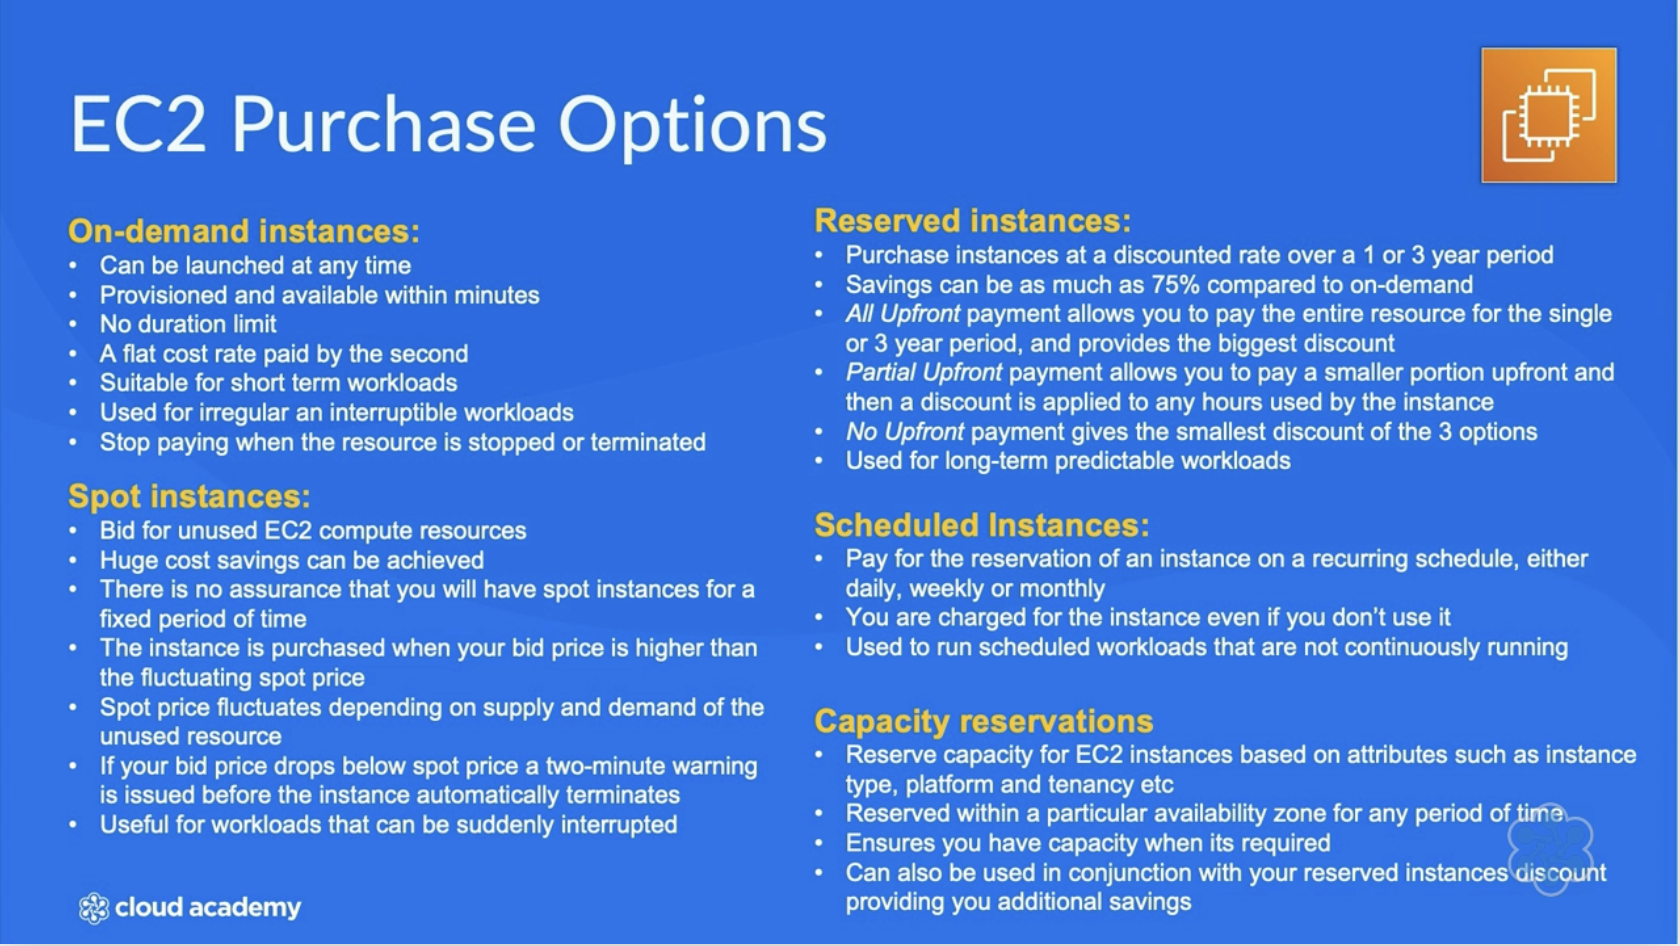 EC2 Purchase Options
On-demand instances:
• Can be launched at any time
• Provisioned and available within minutes
• No duration limit
• A flat cost rate paid by the second
• Suitable for short term workloads
• Used for irregular an interruptible workloads
• Stop paying when the resource is stopped or terminated
Spot instances:
• Bid for unused EC2 compute resources
• Huge cost savings can be achieved
• There is no assurance that you will have spot instances for a
fixed period of time
• The instance is purchased when your bid price is higher than
the fluctuating spot price
• Spot price fluctuates depending on supply and demand of the
unused resource
• If your bid price drops below spot price a two-minute warning
is issued before the instance automatically terminates
• Useful for workloads that can be suddenly interrupted
Reserved instances:
• Purchase instances at a discounted rate over a 1 or 3 year period
• Savings can be as much as 75% compared to on-demand
• All Upfront payment allows you to pay the entire resource for the single
or 3 year period, and provides the biggest discount
• Partial Upfront payment allows you to pay a smaller portion upfront and
then a discount is applied to any hours used by the instance
• No Upfront payment gives the smallest discount of the 3 options
• Used for long-term predictable workloads
Scheduled Instances:
• Pay for the reservation of an instance on a recurring schedule, either
daily, weekly or monthly
• You are charged for the instance even if you don't use it
• Used to run scheduled workloads that are not continuously running
Capacity reservations
• Reserve capacity for EC2 instances based on attributes such as instance
type, platform and tenancy etc
• Reserved within a particular availability zone for any period of time
• Ensures you have capacity when its required
• Can also be used in conjunction with your reserved instances discount
providing you additional savings
cloud academy